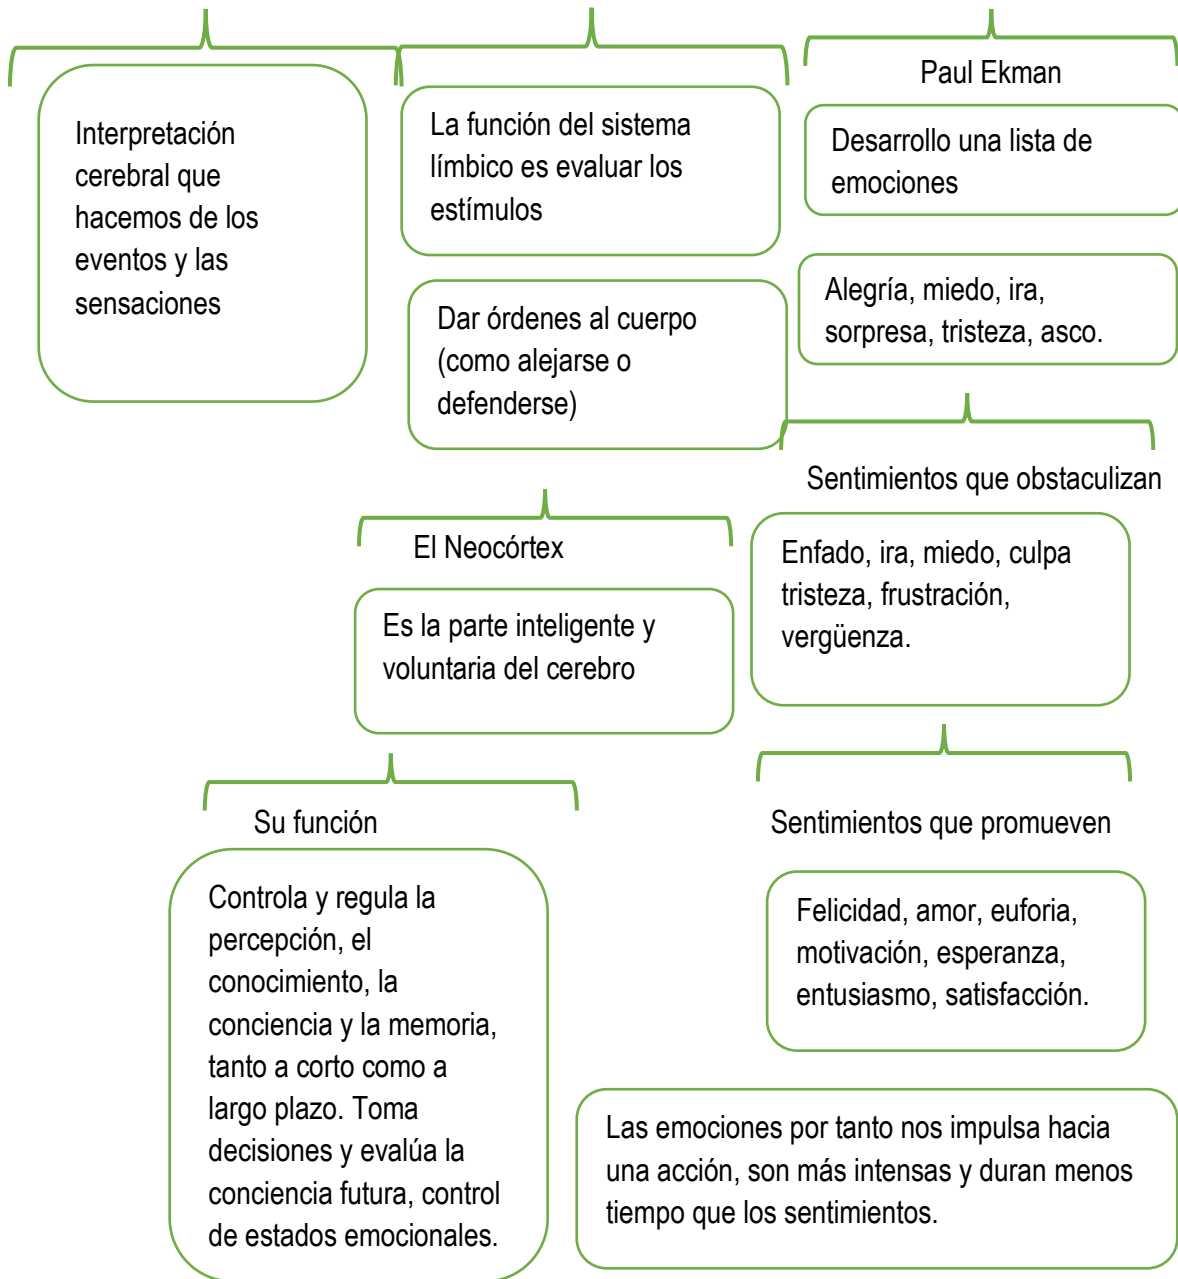 Interpretación
cerebral que
hacemos de los
eventos y las
sensaciones
La función del sistema
límbico es evaluar los
estímulos
Dar órdenes al cuerpo
(como alejarse o
defenderse)
El Neocórtex
Es la parte inteligente y
voluntaria del cerebro
Su función
Controla y regula la
percepción, el
conocimiento, la
conciencia y la memoria,
tanto a corto como a
largo plazo. Toma
decisiones y evalúa la
conciencia futura, control
de estados emocionales.
Paul Ekman
Desarrollo una lista de
emociones
Alegría, miedo, ira,
sorpresa, tristeza, asco.
Sentimientos que obstaculizan
Enfado, ira, miedo, culpa
tristeza, frustración,
vergüenza.
Sentimientos que promueven
Felicidad, amor, euforia,
motivación, esperanza,
entusiasmo, satisfacción.
Las emociones por tanto nos impulsa hacia
una acción, son más intensas y duran menos
tiempo que los sentimientos.